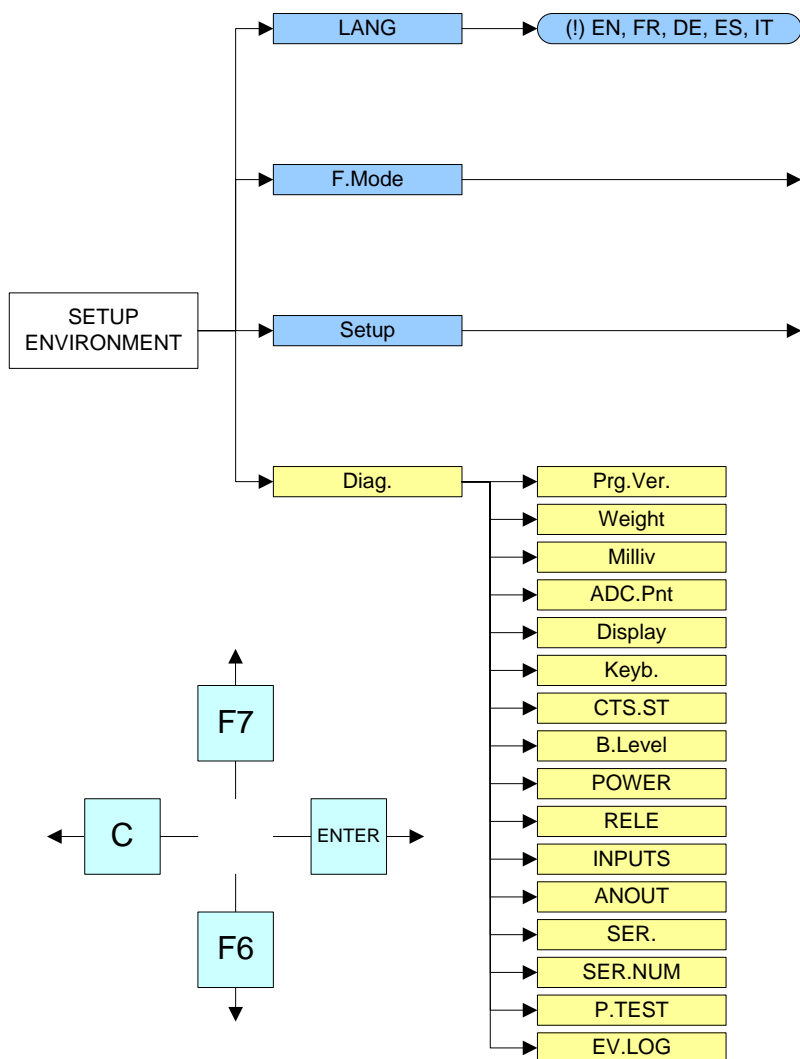 LANG
(!) EN, FR, DE, ES, IT
F.Mode
SETUP
ENVIRONMENT
Setup
Diag.
Prg.Ver.
Weight
Milliv
ADC.Pnt
Display
Keyb.
CTS.ST
B.Level
POWER
RELE
INPUTS
ANOUT
SER.
SER.NUM
P.TEST
EV.LOG
F7
C
ENTER
F6